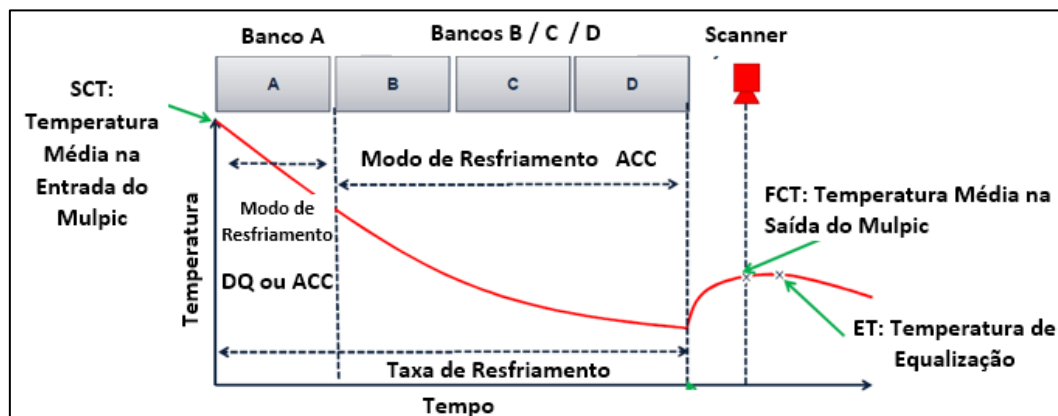 Banco A
Bancos B / C / D
Scanner
A
B
C
D
SCT:
Temperatura
Média na
Entrada do
Mulpic
Modo de Resfriamento ACC
Modo de
Resfriamento
DQ ou ACC
FCT: Temperatura Média na
Saída do Mulpic
ET: Temperatura de
Equalização
Temperatura
Taxa de Resfriamento
Tempo